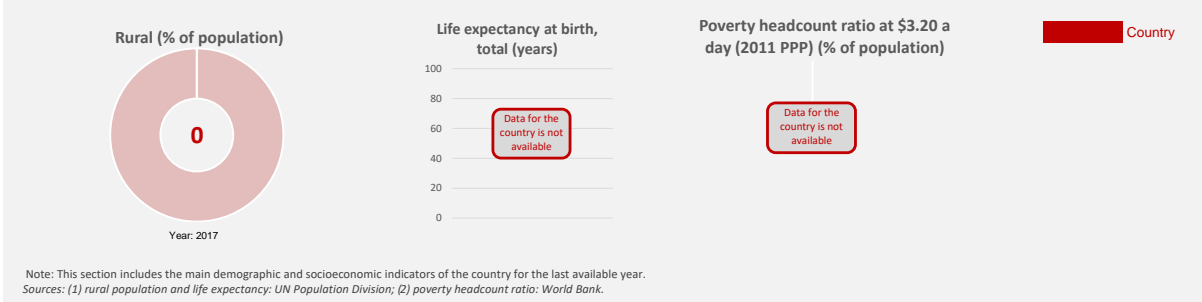 Rural (% of population)
0
Year: 2017
Life expectancy at birth,
total (years)
100
80
60
40
20
0
Data for the
country is not
available
Poverty headcount ratio at $3.20 a
day (2011 PPP) (% of population)
Data for the
country is not
available
Country
Note: This section includes the main demographic and socioeconomic indicators of the country for the last available year.
Sources: (1) rural population and life expectancy: UN Population Division; (2) poverty headcount ratio: World Bank.